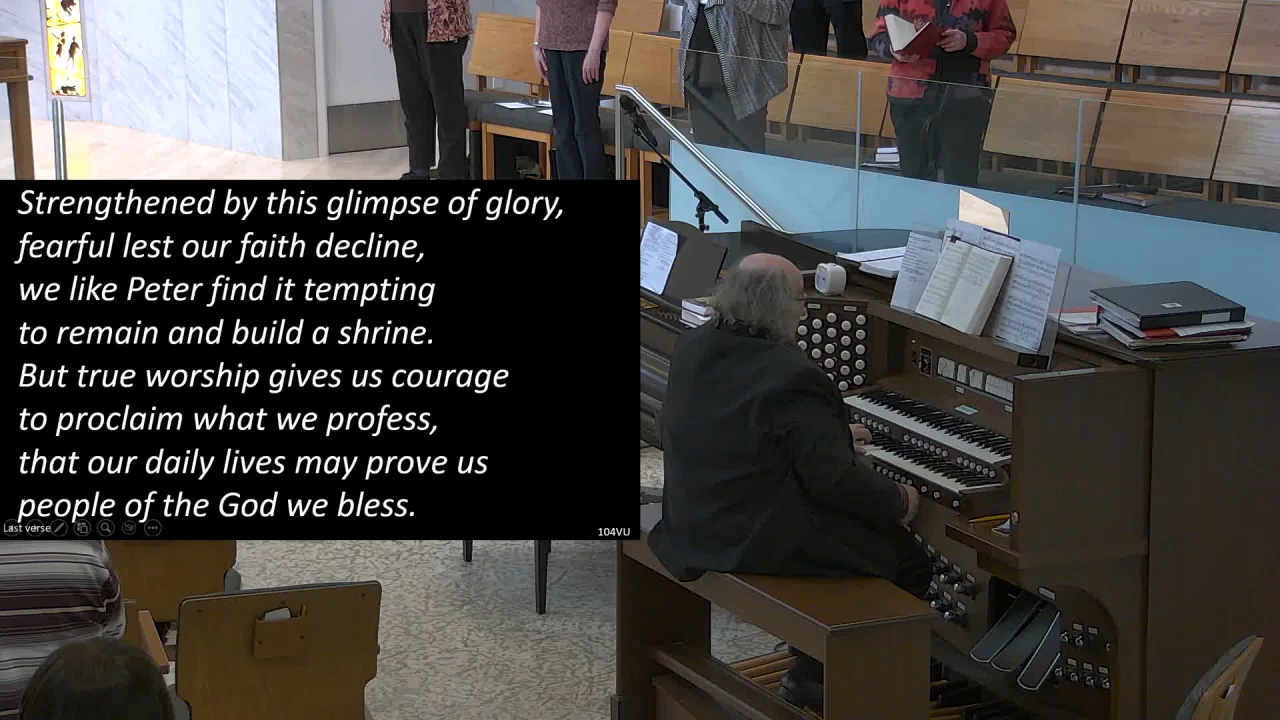 Strengthened by this glimpse of glory,
fearful lest our faith decline,
we like Peter find it tempting
to remain and build a shrine.
But true worship gives us courage
to proclaim what we profess,
that our daily lives may prove us
people of the God we bless.
Last verse
104VU